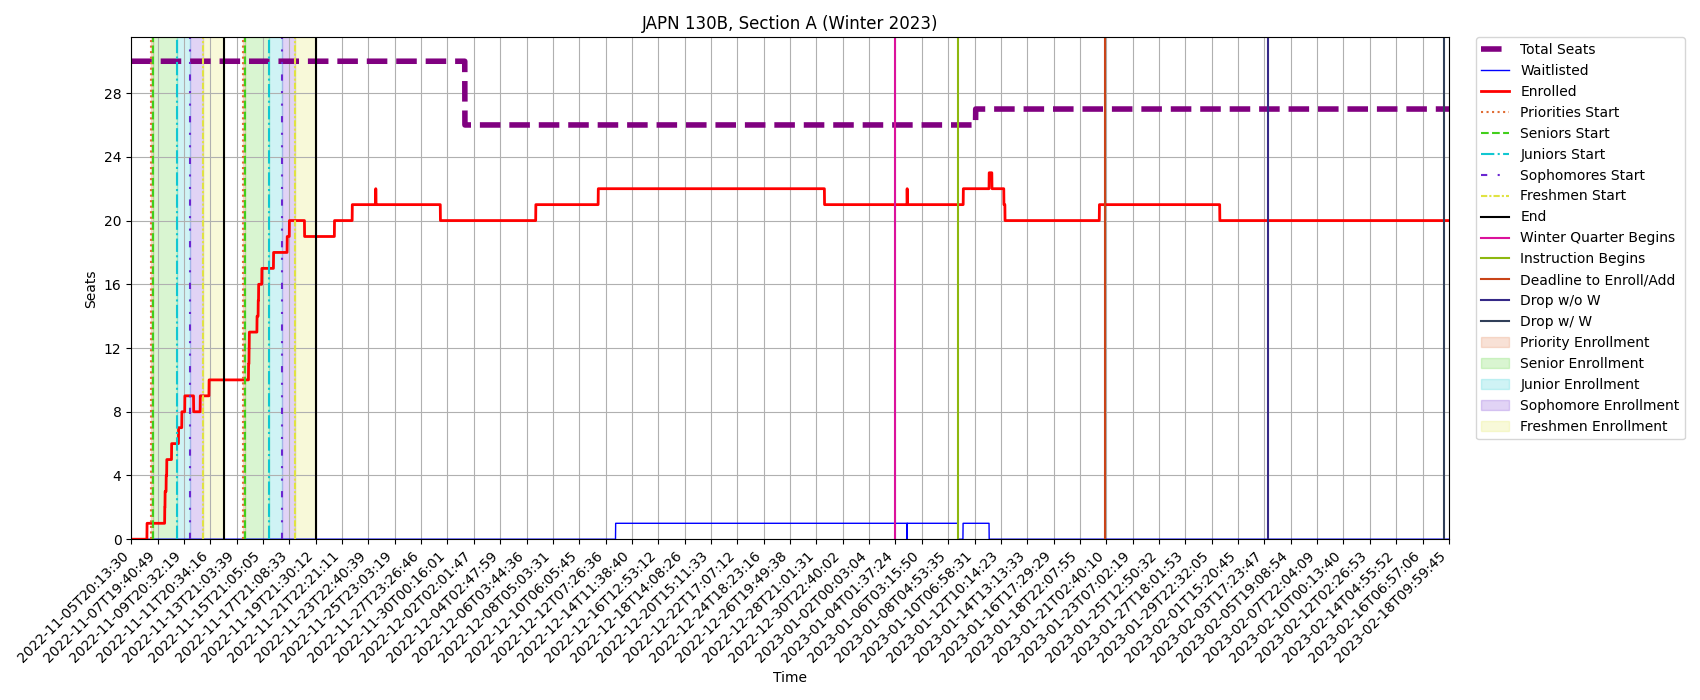 JAPN 130B, Section A (Winter 2023)
Seats
28
24
20
16
12
8
4
0
2022-11-05T20:13:30
2022-11-07T19:40:49
2022-11-09T20:32:19
2022-11-11T20:34:16
2022-11-13T21:03:39
2022-11-15T21:05:05
2022-11-17T21:08:33
2022-11-19T21:30:12
2022-11-21T22:21:11
2022-11-23T22:40:39
2022-11-25T23:03:19
2022-11-27T23:26:46
2022-11-30T00:16:01
2022-12-02T02:01:47
2022-12-04T02:47:59
2022-12-06T03:44:36
2022-12-08T05:03:31
2022-12-10T06:05:45
2022-12-12T07:26:36
2022-12-14T11:38:40
2022-12-16T12:53:12
2022-12-18T14:08:26
2022-12-20T15:11:33
2022-12-22T17:07:12
2022-12-24T18:23:16
2022-12-26T19:49:38
2022-12-28T21:01:31
2022-12-30T22:40:02
2023-01-02T00:03:04
2023-01-04T01:37:24
2023-01-06T03:15:50
2023-01-08T04:53:35
2023-01-10T06:58:31
2023-01-12T10:14:23
2023-01-14T13:13:33
2023-01-16T17:29:29
2023-01-18T22:07:55
2023-01-21T02:40:10
2023-01-23T07:02:19
2023-01-25T12:50:32
2023-01-27T18:01:53
2023-01-29T22:32:05
2023-02-01T15:20:45
2023-02-03T17:23:47
2023-02-05T19:08:54
2023-02-07T22:04:09
2023-02-10T00:13:40
2023-02-12T02:26:53
2023-02-14T04:55:52
2023-02-16T06:57:06
2023-02-18T09:59:45
Time
Total Seats
Waitlisted
Enrolled
Priorities Start
Seniors Start
Juniors Start
Sophomores Start
Freshmen Start
End
Winter Quarter Begins
Instruction Begins
Deadline to Enroll/Add
Drop w/o W
Drop w/ W
Priority Enrollment
Senior Enrollment
Junior Enrollment
Sophomore Enrollment
Freshmen Enrollment